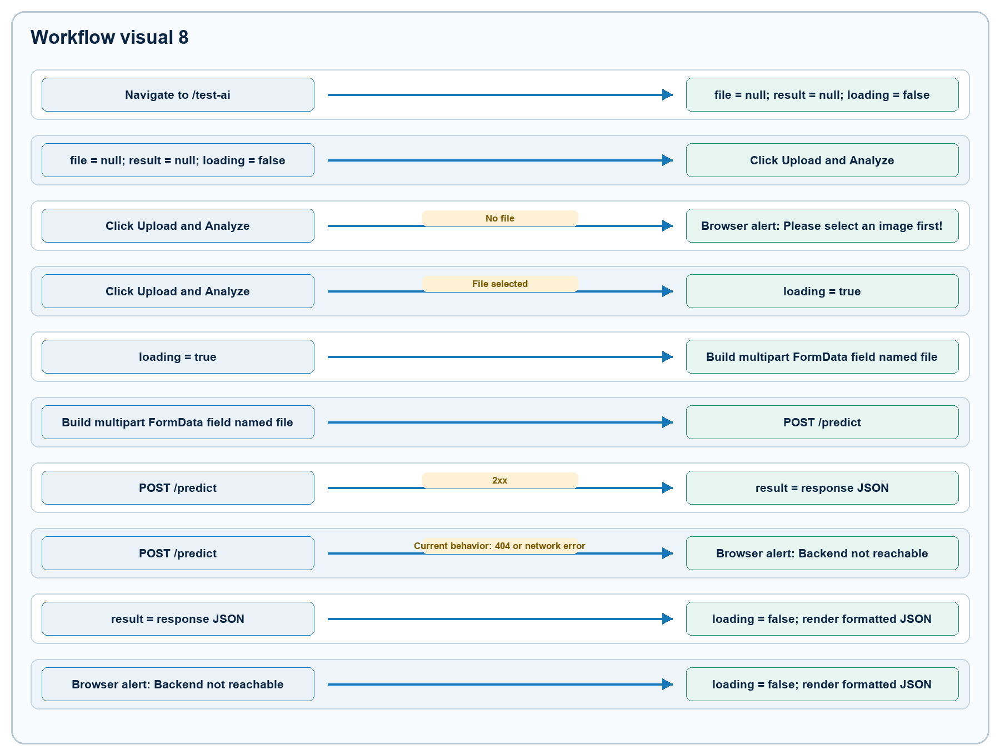 Workflow visual 8
Navigate to /test-ai
file = null; result = null; loading = false
file = null; result = null; loading = false
Click Upload and Analyze
Click Upload and Analyze
No file
Browser alert: Please select an image first!
Click Upload and Analyze
File selected
loading = true
loading = true
Build multipart FormData field named file
Build multipart FormData field named file
POST /predict
POST /predict
2xx
result = response JSON
POST /predict
Current behavior: 404 or network error
Browser alert: Backend not reachable
result = response JSON
loading = false; render formatted JSON
Browser alert: Backend not reachable
loading = false; render formatted JSON